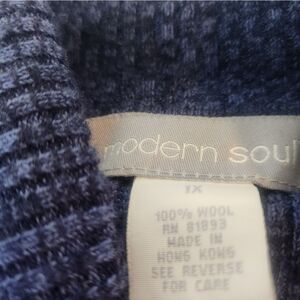 modern soul
1X
100% WOOL
RN 81893
MADE IN
HONG KONG
SEE REVERSE
FOR CARE